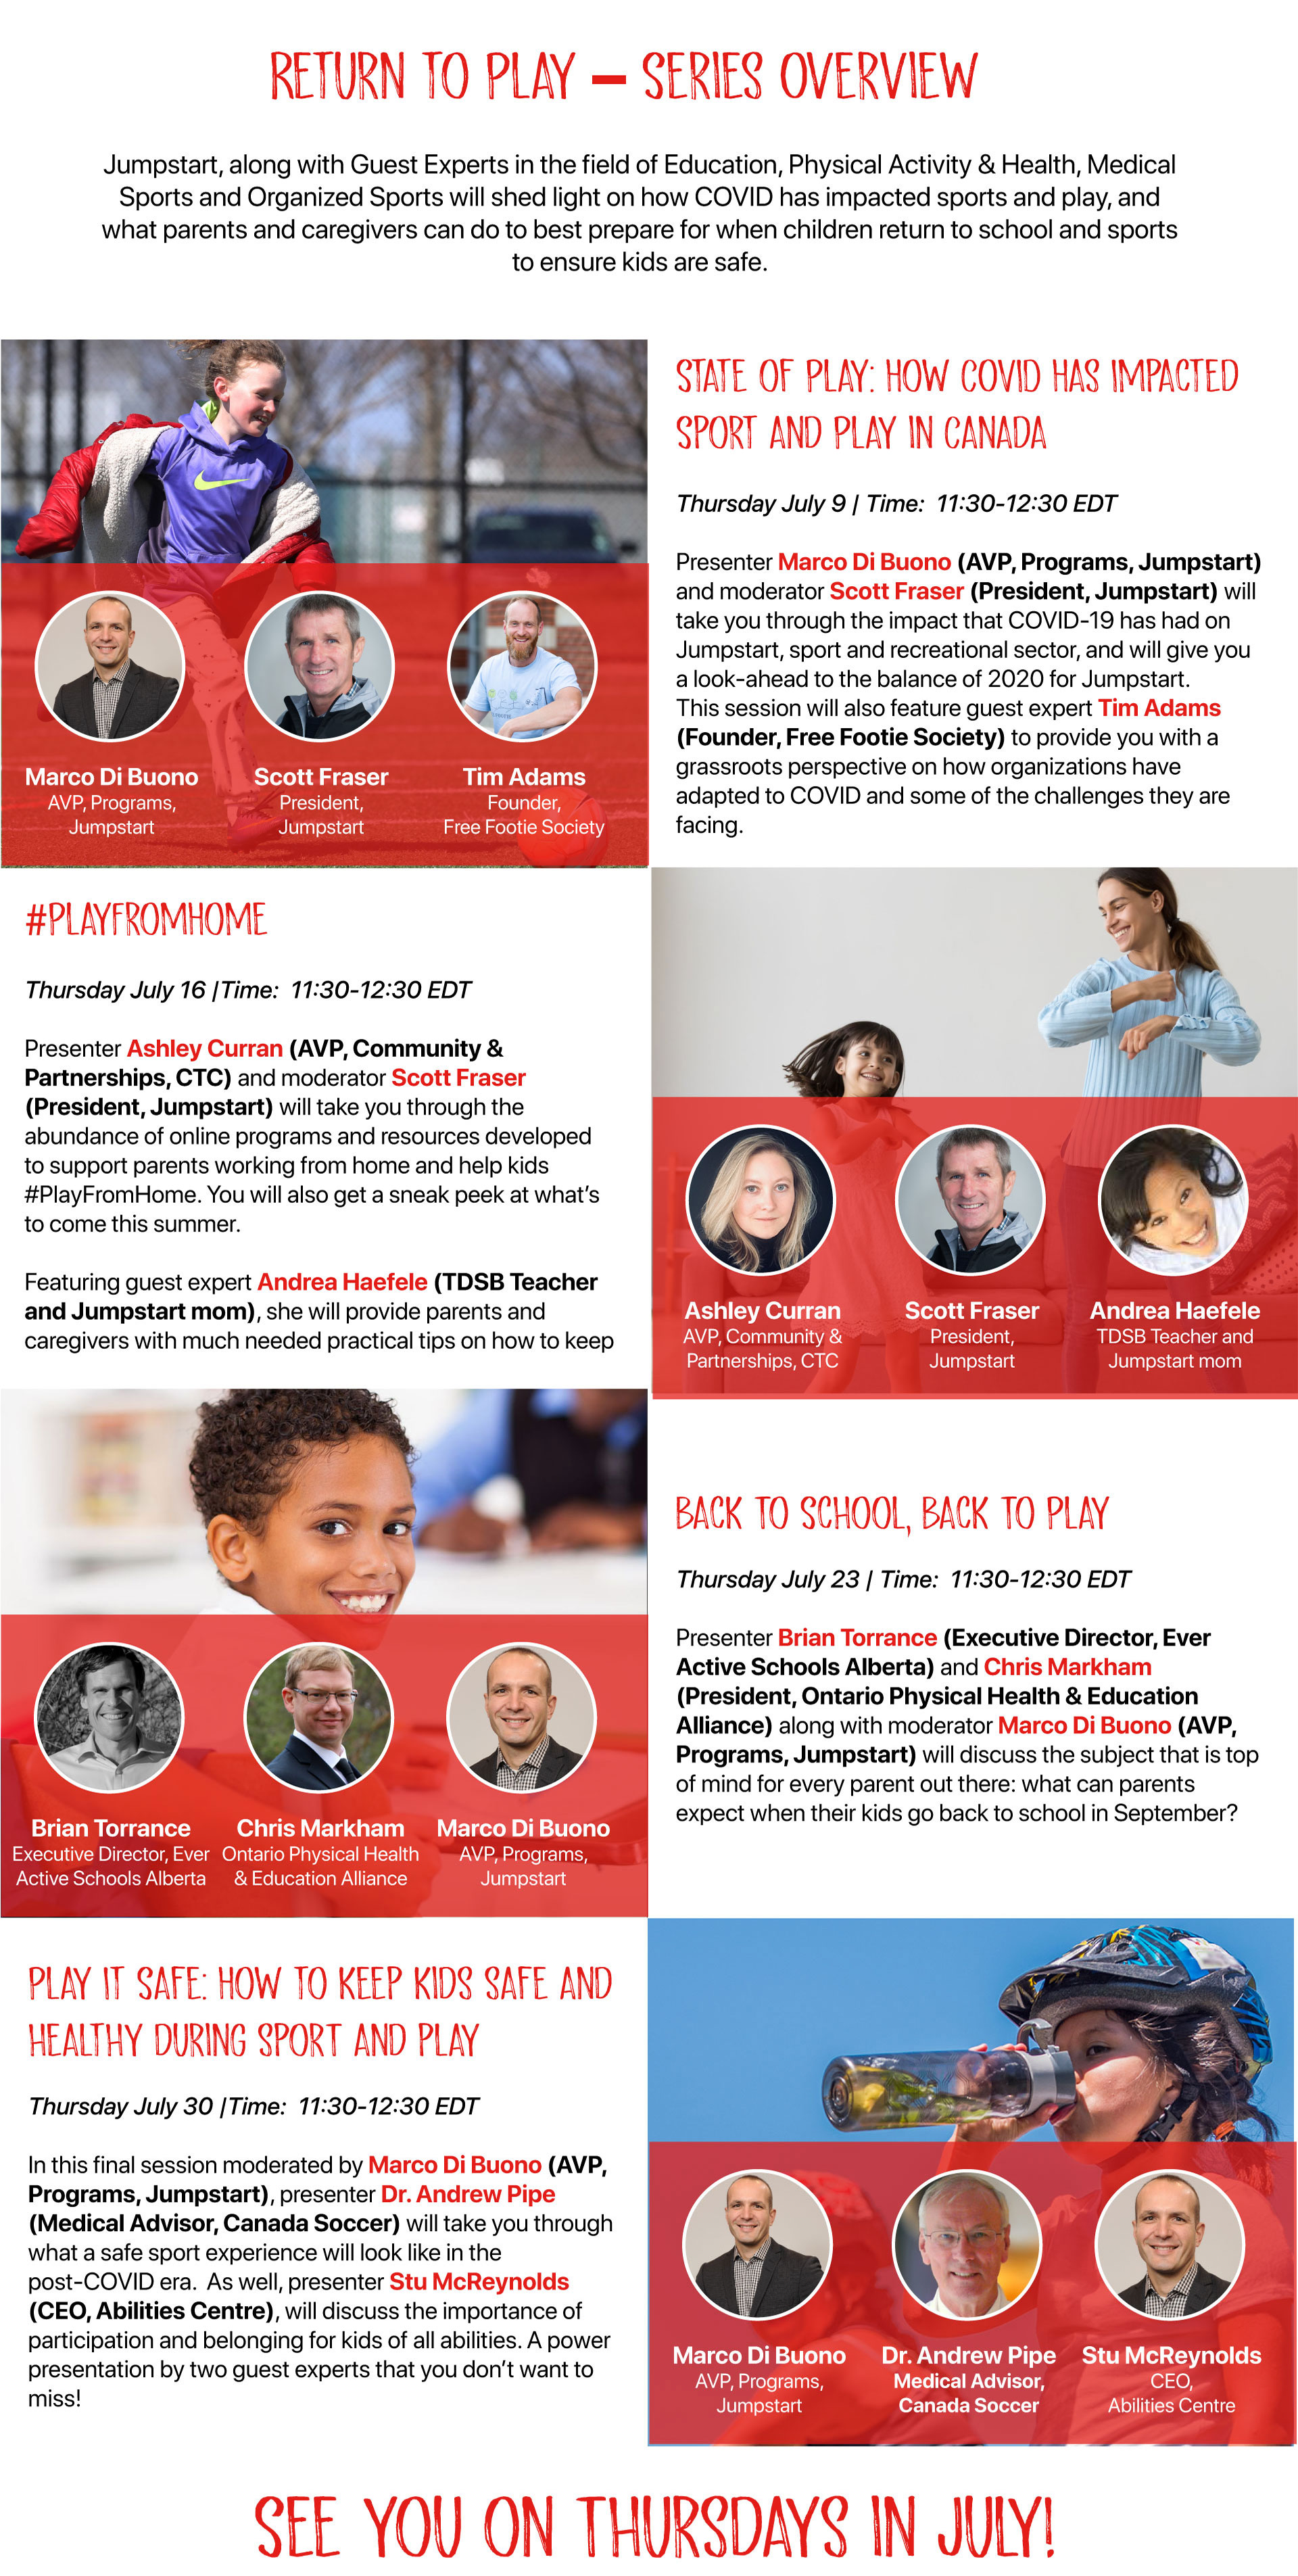 RETURN TO PLAY – SERIES OVERVIEW
Jumpstart, along with Guest Experts in the field of Education, Physical Activity & Health, Medical
Sports and Organized Sports will shed light on how COVID has impacted sports and play, and
what parents and caregivers can do to best prepare for when children return to school and sports
to ensure kids are safe.
STATE OF PLAY: HOW COVID HAS IMPACTED
SPORT AND PLAY IN CANADA
Thursday July 9 | Time: 11:30-12:30 EDT
Presenter Marco Di Buono (AVP, Programs, Jumpstart)
and moderator Scott Fraser (President, Jumpstart) will
take you through the impact that COVID-19 has had on
Jumpstart, sport and recreational sector, and will give you
a look-ahead to the balance of 2020 for Jumpstart.
This session will also feature guest expert Tim Adams
(Founder, Free Footie Society) to provide you with a
grassroots perspective on how organizations have
adapted to COVID and some of the challenges they are
facing.
Marco Di Buono
AVP, Programs,
Jumpstart
Scott Fraser
President,
Jumpstart
Tim Adams
Founder,
Free Footie Society
#PLAYFROMHOME
Thursday July 16 |Time: 11:30-12:30 EDT
Presenter Ashley Curran (AVP, Community &
Partnerships, CTC) and moderator Scott Fraser
(President, Jumpstart) will take you through the
abundance of online programs and resources developed
to support parents working from home and help kids
#PlayFromHome. You will also get a sneak peek at what's
to come this summer.
Featuring guest expert Andrea Haefele (TDSB Teacher
and Jumpstart mom), she will provide parents and
caregivers with much needed practical tips on how to keep
Ashley Curran
AVP, Community &
Partnerships, CTC
Scott Fraser
President,
Jumpstart
Andrea Haefele
TDSB Teacher and
Jumpstart mom
BACK TO SCHOOL, BACK TO PLAY
Thursday July 23 | Time: 11:30-12:30 EDT
Presenter Brian Torrance (Executive Director, Ever
Active Schools Alberta) and Chris Markham
(President, Ontario Physical Health & Education
Alliance) along with moderator Marco Di Buono (AVP,
Programs, Jumpstart) will discuss the subject that is top
of mind for every parent out there: what can parents
expect when their kids go back to school in September?
Brian Torrance
Executive Director, Ever
Active Schools Alberta
Chris Markham
Ontario Physical Health
& Education Alliance
Marco Di Buono
AVP, Programs,
Jumpstart
PLAY IT SAFE: HOW TO KEEP KIDS SAFE AND
HEALTHY DURING SPORT AND PLAY
Thursday July 30 |Time: 11:30-12:30 EDT
In this final session moderated by Marco Di Buono (AVP,
Programs, Jumpstart), presenter Dr. Andrew Pipe
(Medical Advisor, Canada Soccer) will take you through
what a safe sport experience will look like in the
post-COVID era. As well, presenter Stu McReynolds
(CEO, Abilities Centre), will discuss the importance of
participation and belonging for kids of all abilities. A power
presentation by two guest experts that you don't want to
miss!
Marco Di Buono
AVP, Programs,
Jumpstart
Dr. Andrew Pipe
Medical Advisor,
Canada Soccer
Stu McReynolds
CEO,
Abilities Centre
SEE YOU ON THURSDAYS IN JULY!